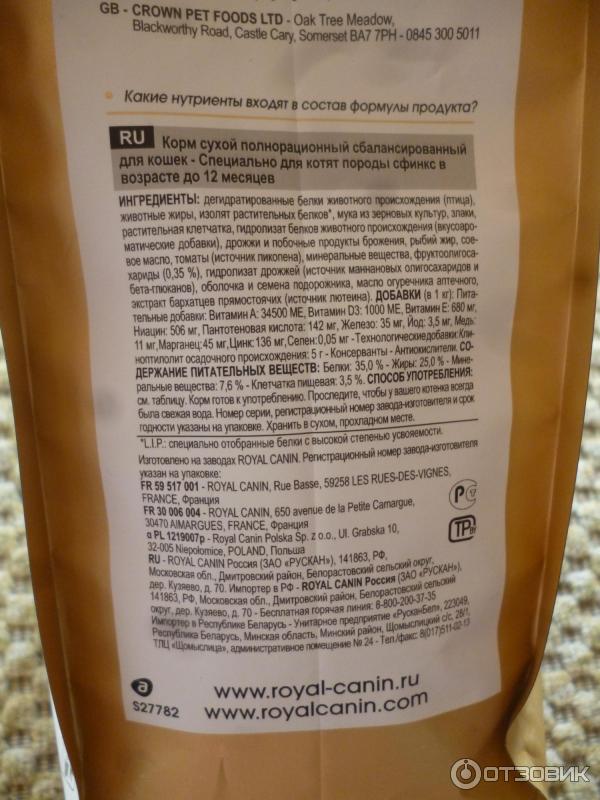 GB - CROWN PET FOODS LTD - Oak Tree Meadow,
Blackworthy Road, Castle Cary, Somerset BA7 7PH - 0845 300 5011
Какие нутриенты входят в состав формулы продукта?
RU Корм сухой полнорационный сбалансированный
для кошек - Специально для котят породы сфинкс в
возрасте до 12 месяцев
ИНГРЕДИЕНТЫ: дегидратированные белки животного происхождения (птица),
животные жиры, изолят растительных белков*, мука из зерновых культур, злаки,
растительная клетчатка, гидролизат белков животного происхождения (вкусоаро-
матические добавки), дрожжи и побочные продукты брожения, рыбий жир, сое-
вое масло, томаты (источник ликопена), минеральные вещества, фруктоолигоса-
хариды (0,35 %), гидролизат дрожжей (источник маннановых олигосахаридов и
бета-глюканов), оболочка и семена подорожника, масло огуречника аптечного,
экстракт бархатцев прямостоячих (источник лютеина). ДОБАВКИ (в 1 кг): Пита-
тельные добавки: Витамин A: 34500 ME, Витамин D3: 1000 ME, Витамин E: 680 мг,
Ниацин: 506 мг, Пантотеновая кислота: 142 мг, Железо: 35 мг, Йод: 3,5 мг, Медь:
11 мг, Марганец: 45 мг, Цинк: 136 мг, Селен: 0,05 мг - Технологические добавки: Кли-
ноптилолит осадочного происхождения: 5 г - Консерванты - Антиокислители. СО-
ДЕРЖАНИЕ ПИТАТЕЛЬНЫХ ВЕЩЕСТВ: Белки: 35,0 % - Жиры: 25,0 % - Мине-
ральные вещества: 7,6 % - Клетчатка пищевая: 3,5 %. СПОСОБ УПОТРЕБЛЕНИЯ:
см. таблицу. Корм готов к употреблению. Проследите, чтобы у вашего котенка всегда
была свежая вода. Номер серии, регистрационный номер завода-изготовителя и срок
годности указаны на упаковке. Хранить в сухом, прохладном месте.
*L.I.P.: специально отобранные белки с высокой степенью усвояемости.
Изготовлено на заводах ROYAL CANIN. Регистрационный номер завода-изготовителя
указан на упаковке:
FR 59 517 001 - ROYAL CANIN, Rue Basse, 59258 LES RUES-DES-VIGNES,
FRANCE, Франция
FR 30 006 004 - ROYAL CANIN, 650 avenue de la Petite Camargue,
30470 AIMARGUES, FRANCE, Франция
α PL 1219007p - Royal Canin Polska Sp. z o.o., Ul. Grabska 10,
32-005 Niepolomice, POLAND, Польша
RU - ROYAL CANIN Россия (ЗАО «РУСКАН»), 141863, РФ,
Московская обл., Дмитровский район, Белорастовский сельский округ,
дер. Кузяево, д. 70. Импортер в РФ - ROYAL CANIN Россия (ЗАО «РУСКАН»),
141863, РФ, Московская обл., Дмитровский район, Белорастовский сельский
округ, дер. Кузяево, д. 70 - Бесплатная горячая линия: 8-800-200-37-35
Импортер в Республике Беларусь - Унитарное предприятие «РусканБел», 223049,
Республика Беларусь, Минская область, Минский район, Щомыслицкий с/с, 28/1,
ТЛЦ «Щомыслица», административное помещение № 24 - Тел./факс: 8(017)511-02-13
S27782
www.royal-canin.ru
www.royalcanin.com
ОТЗОВИК